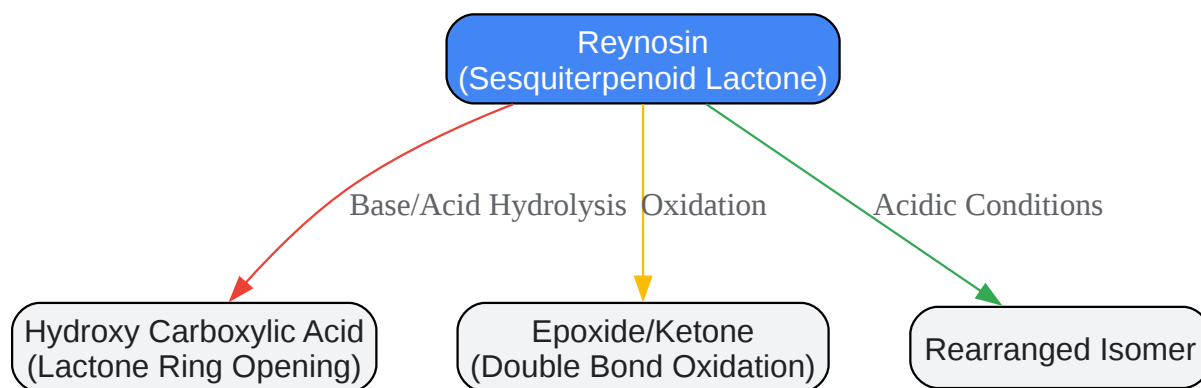 Reynosin
(Sesquiterpenoid Lactone)
Base/Acid Hydrolysis
Oxidation
Acidic Conditions
Hydroxy Carboxylic Acid
(Lactone Ring Opening)
Epoxide/Ketone
(Double Bond Oxidation)
Rearranged Isomer